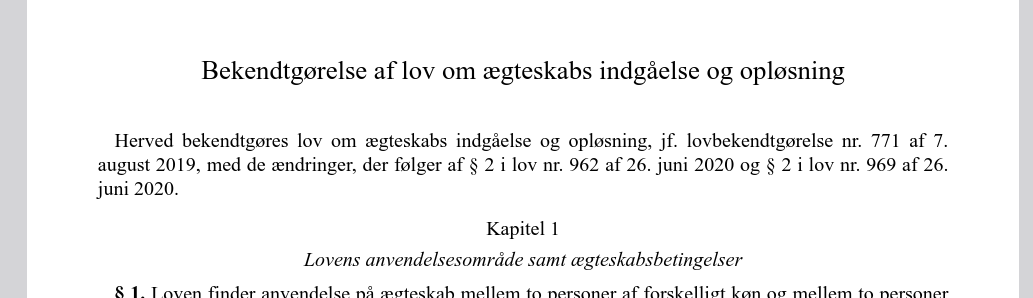 Bekendtgørelse af lov om ægteskabs indgåelse og opløsning
Herved bekendtgøres lov om ægteskabs indgåelse og opløsning, jf. lovbekendtgørelse nr. 771 af 7.
august 2019, med de ændringer, der følger af § 2 i lov nr. 962 af 26. juni 2020 og § 2 i lov nr. 969 af 26.
juni 2020.
Kapitel 1
Lovens anvendelsesområde samt ægteskabsbetingelser
§ 1. Loven finder anvendelse på ægteskab mellem to personer af forskelligt køn og mellem to personer